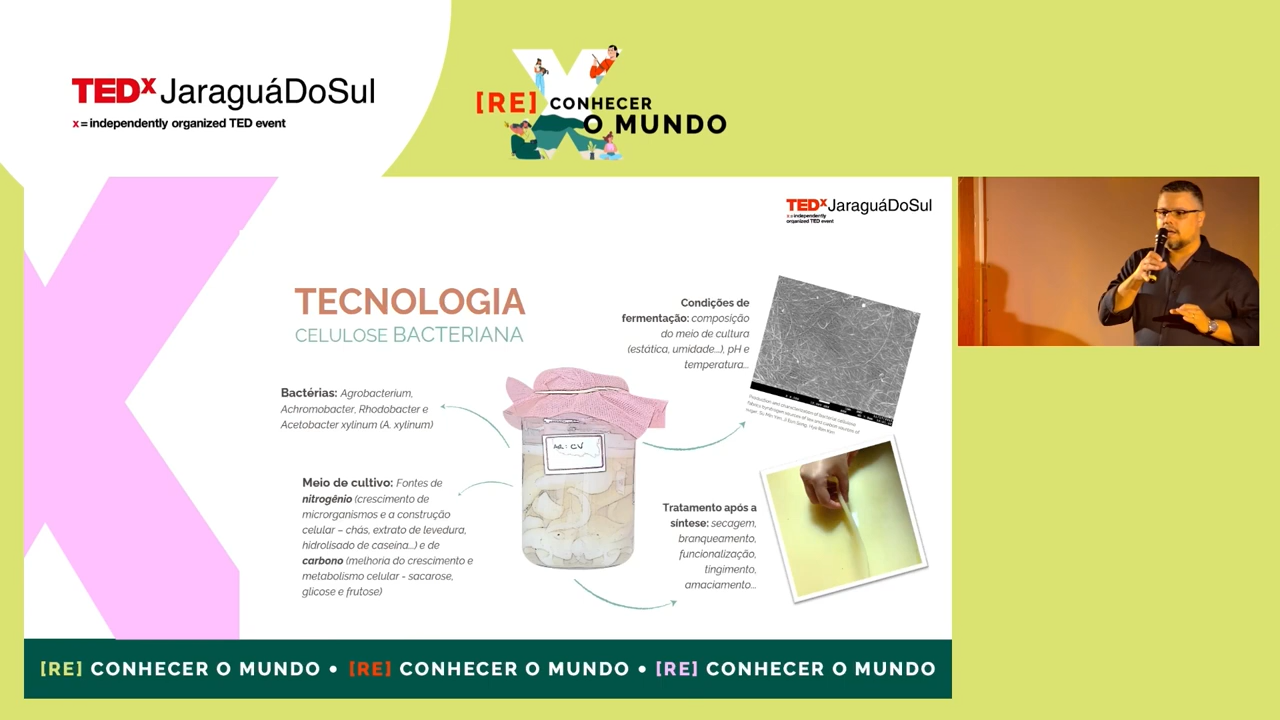 TEDxJaraguáDoSul
x = independently organized TED event
[RE] CONHECER
O MUNDO
TEDxJaraguáDoSul
x = independently
organized TED event
TECNOLOGIA
CELULOSE BACTERIANA
Condições de
fermentação: composição
do meio de cultura
(estática, umidade...), pH e
temperatura...
Bactérias: Agrobacterium,
Achromobacter, Rhodobacter e
Acetobacter xylinum (A. xylinum)
Meio de cultivo: Fontes de
nitrogênio (crescimento de
microrganismos e a construção
celular – chás, extrato de levedura,
hidrolisado de caseína...) e de
carbono (melhoria do crescimento e
metabolismo celular - sacarose,
glicose e frutose)
Tratamento após a
síntese: secagem,
branqueamento,
funcionalização,
tingimento,
amaciamento...
[RE] CONHECER O MUNDO • [RE] CONHECER O MUNDO • [RE] CONHECER O MUNDO